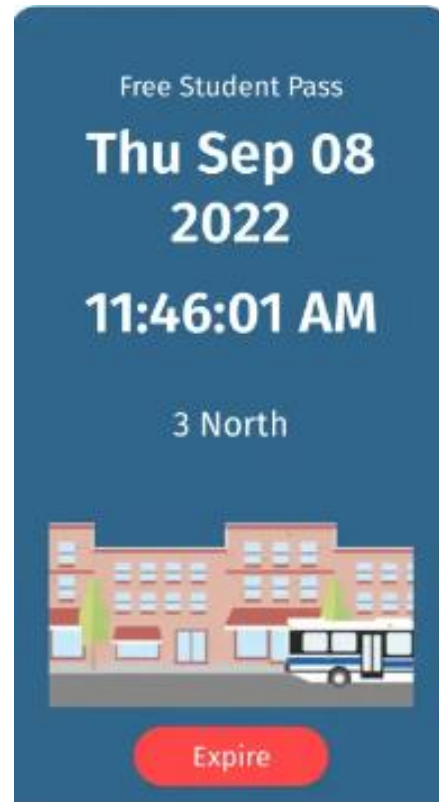 Free Student Pass
Thu Sep 08
2022
11:46:01 AM
3 North
Expire